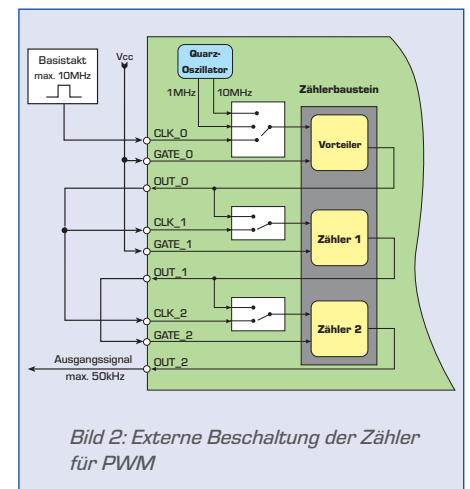 Basistakt
max. 10MHz
Vcc
Quarz-
Oszillator
1MHz
10MHz
Zählerbaustein
CLK_0
Vorteiler
GATE_0
OUT_0
CLK_1
Zähler 1
GATE_1
OUT_1
CLK_2
Zähler 2
GATE_2
Ausgangssignal
OUT_2
max. 50kHz
Bild 2: Externe Beschaltung der Zähler
für PWM